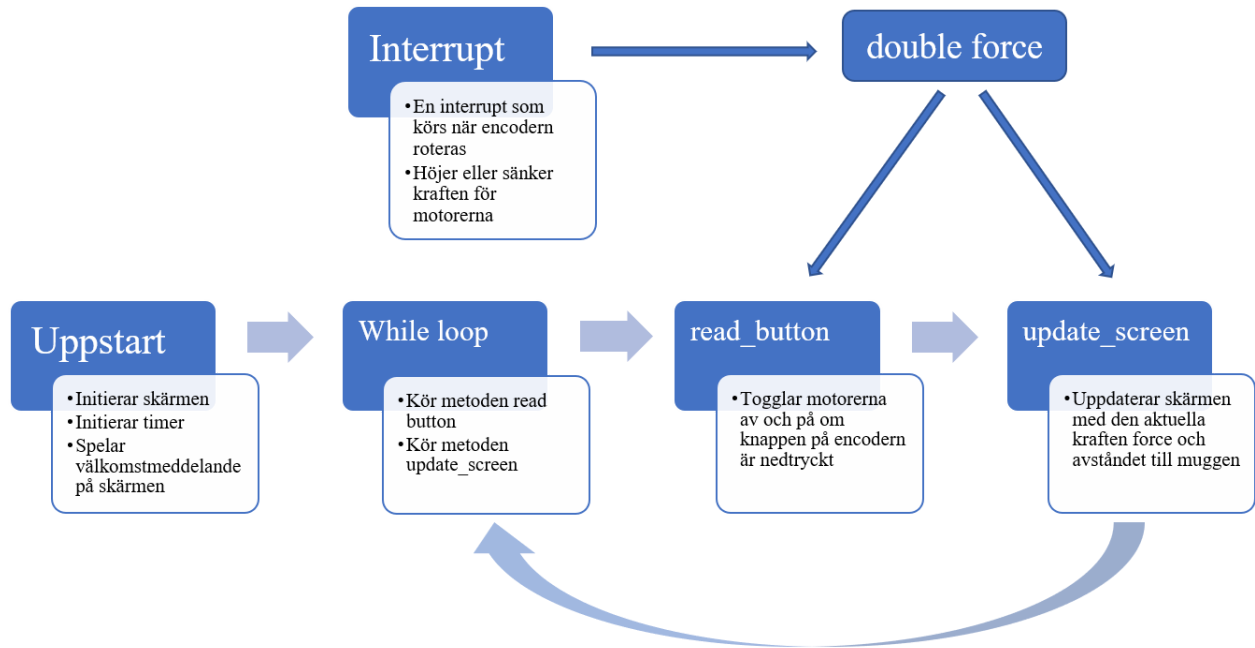 Interrupt
•En interrupt som
körs när encodern
roteras
•Höjer eller sänker
kraften för
motorerna
double force
Uppstart
•Initierar skärmen
•Initierar timer
•Spelar
välkomstmeddelande
på skärmen
While loop
•Kör metoden read
button
•Kör metoden
update_screen
read_button
•Togglar motorerna
av och på om
knappen på encodern
är nedtryckt
update_screen
•Uppdaterar skärmen
med den aktuella
kraften force och
avståndet till muggen